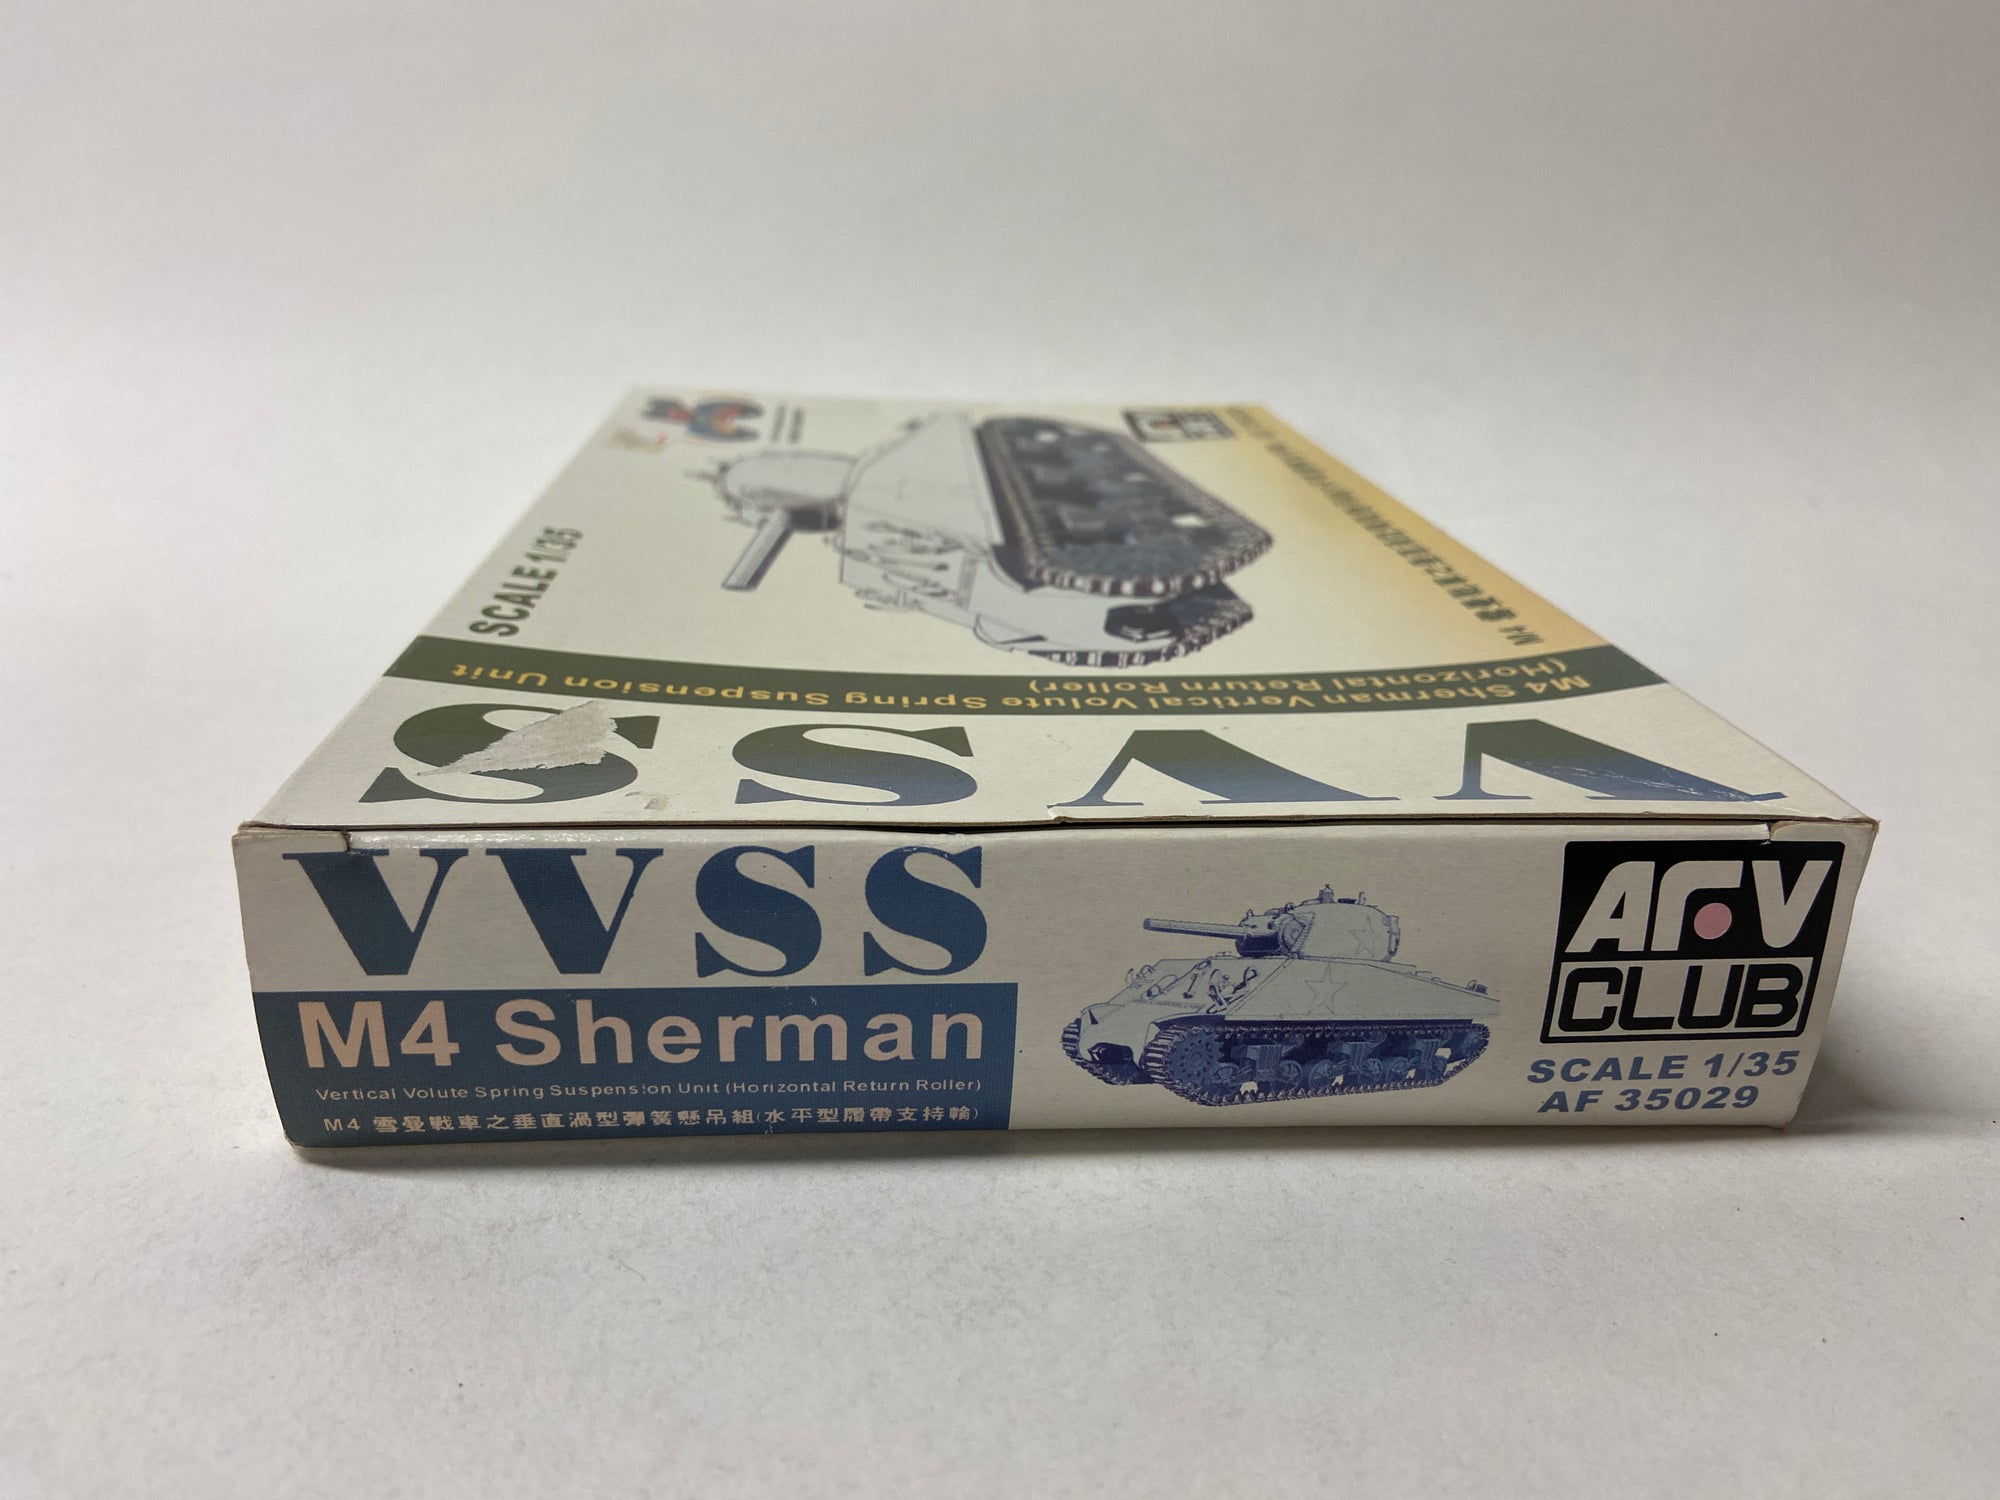 SCALE 1/35
M4 Sherman Vertical Volute Spring Suspension Unit
(Horizontal Return Roller)
VVSS
VVSS
M4 Sherman
Vertical Volute Spring Suspension Unit (Horizontal Return Roller)
M4 雪曼戰車之垂直渦型彈簧懸吊組(水平型履帶支持輪)
AFV
CLUB
SCALE 1/35
AF 35029